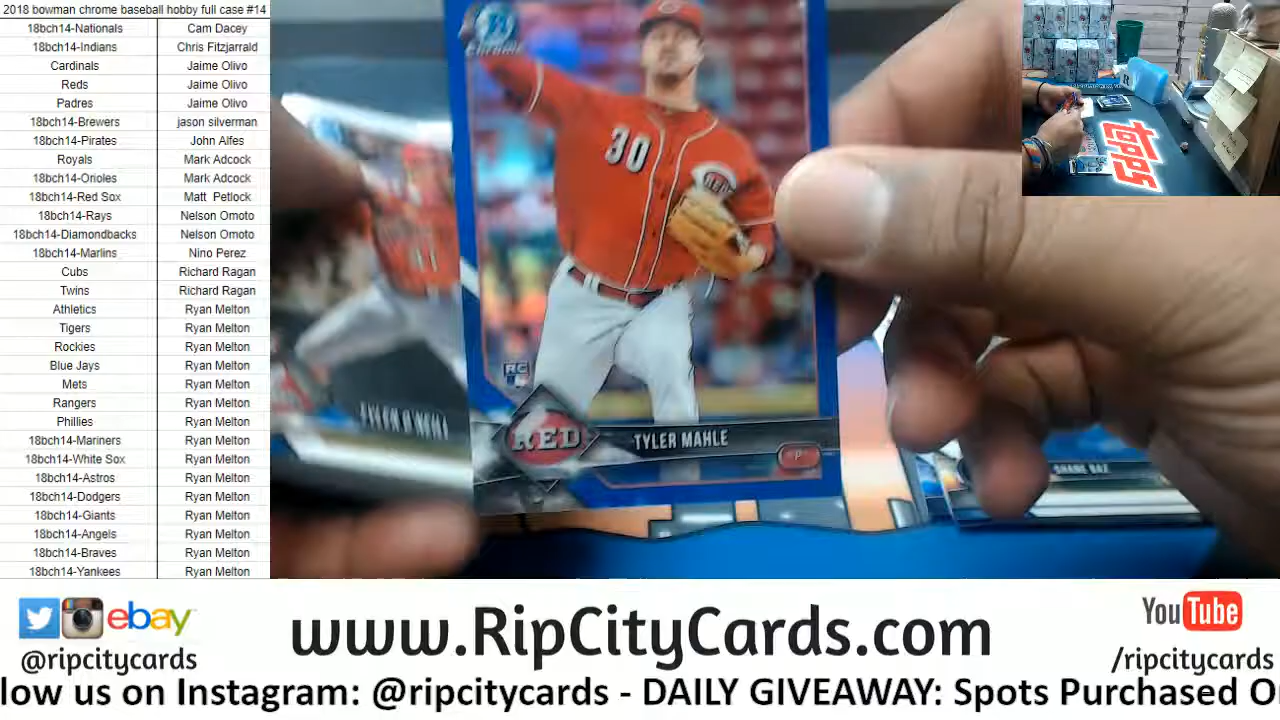 2018 bowman chrome baseball hobby full case #14
18bch14-Nationals Cam Dacey
18bch14-Indians Chris Fitzjarrald
Cardinals Jaime Olivo
Reds Jaime Olivo
Padres Jaime Olivo
18bch14-Brewers jason silverman
18bch14-Pirates John Alfes
Royals Mark Adcock
18bch14-Orioles Mark Adcock
18bch14-Red Sox Matt Petlock
18bch14-Rays Nelson Omoto
18bch14-Diamondbacks Nelson Omoto
18bch14-Marlins Nino Perez
Cubs Richard Ragan
Twins Richard Ragan
Athletics Ryan Melton
Tigers Ryan Melton
Rockies Ryan Melton
Blue Jays Ryan Melton
Mets Ryan Melton
Rangers Ryan Melton
Phillies Ryan Melton
18bch14-Mariners Ryan Melton
18bch14-White Sox Ryan Melton
18bch14-Astros Ryan Melton
18bch14-Dodgers Ryan Melton
18bch14-Giants Ryan Melton
18bch14-Angels Ryan Melton
18bch14-Braves Ryan Melton
18bch14-Yankees Ryan Melton
Chrome
30
REDS
RC
RED
TYLER MAHLE
P
TYLER O'NEILL
SHANE BAZ
topps
ebay
@ripcitycards
www.RipCityCards.com
YouTube
/ripcitycards
low us on Instagram: @ripcitycards - DAILY GIVEAWAY: Spots Purchased O